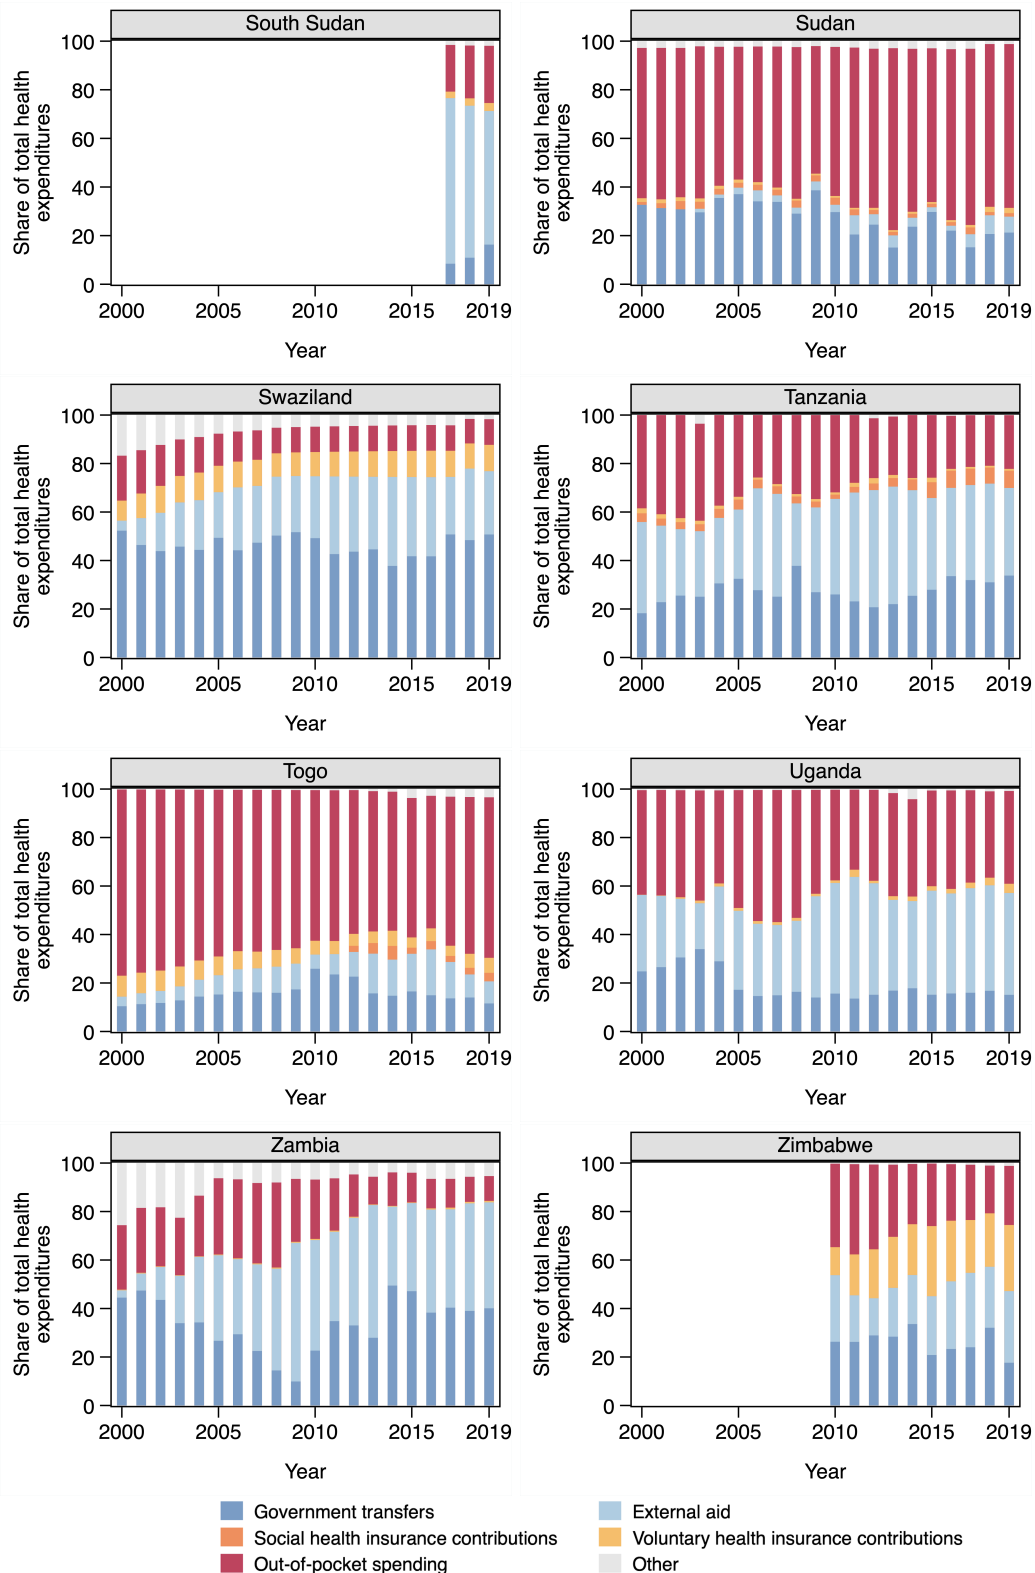 South Sudan
Share of total health
expenditures
100
80
60
40
20
0
2000
2005
2010
2015
2019
Year
Sudan
Share of total health
expenditures
100
80
60
40
20
0
2000
2005
2010
2015
2019
Year
Swaziland
Share of total health
expenditures
100
80
60
40
20
0
2000
2005
2010
2015
2019
Year
Tanzania
Share of total health
expenditures
100
80
60
40
20
0
2000
2005
2010
2015
2019
Year
Togo
Share of total health
expenditures
100
80
60
40
20
0
2000
2005
2010
2015
2019
Year
Uganda
Share of total health
expenditures
100
80
60
40
20
0
2000
2005
2010
2015
2019
Year
Zambia
Share of total health
expenditures
100
80
60
40
20
0
2000
2005
2010
2015
2019
Year
Zimbabwe
Share of total health
expenditures
100
80
60
40
20
0
2000
2005
2010
2015
2019
Year
Government transfers
External aid
Social health insurance contributions
Voluntary health insurance contributions
Out-of-pocket spending
Other